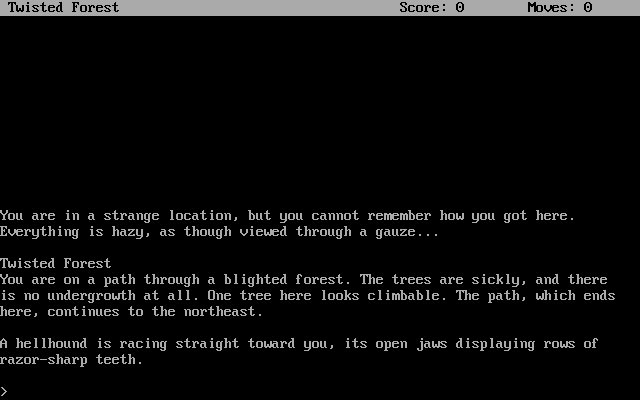 Twisted Forest Score: 0 Moves: 0
You are in a strange location, but you cannot remember how you got here.
Everything is hazy, as though viewed through a gauze...
Twisted Forest
You are on a path through a blighted forest. The trees are sickly, and there
is no undergrowth at all. One tree here looks climbable. The path, which ends
here, continues to the northeast.
A hellhound is racing straight toward you, its open jaws displaying rows of
razor-sharp teeth.
>